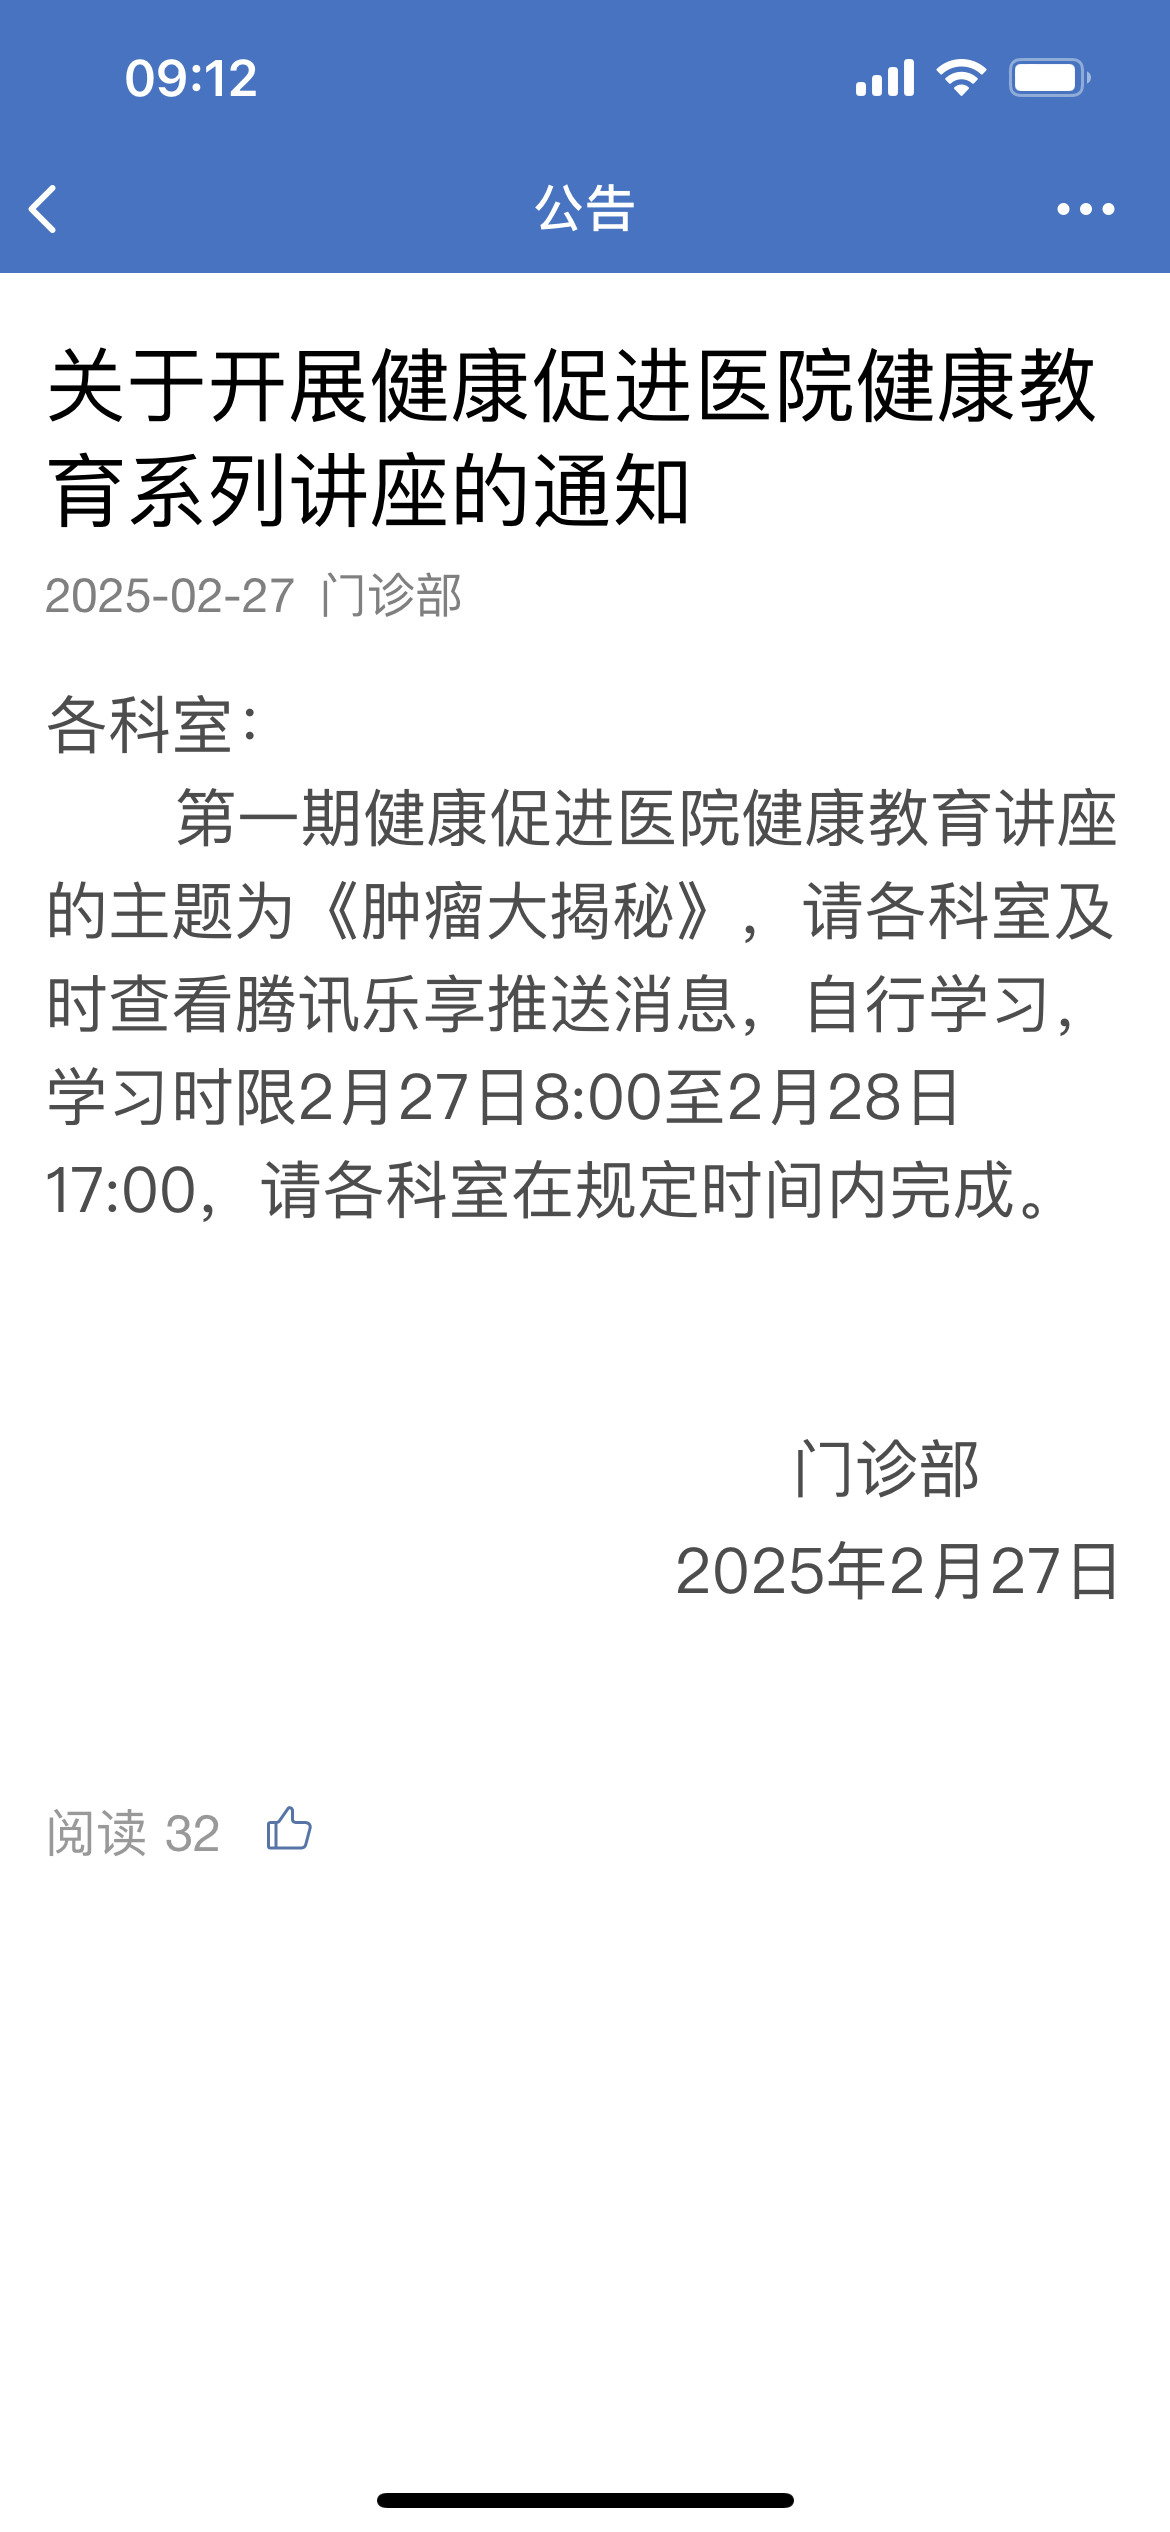 09:12
公告
关于开展健康促进医院健康教
育系列讲座的通知
2025-02-27 门诊部
各科室：
第一期健康促进医院健康教育讲座
的主题为《肿瘤大揭秘》，请各科室及
时查看腾讯乐享推送消息，自行学习，
学习时限2月27日8:00至2月28日
17:00，请各科室在规定时间内完成。
门诊部
2025年2月27日
阅读 32